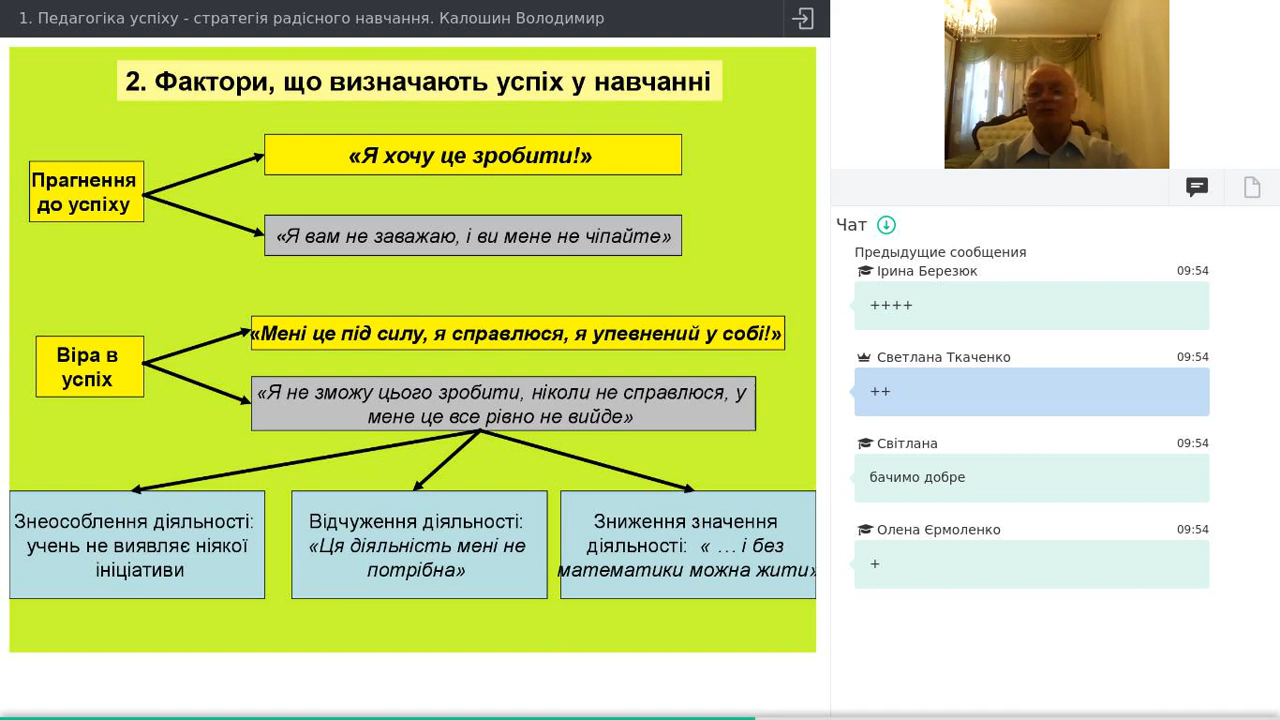 1. Педагогіка успіху - стратегія радісного навчання. Калошин Володимир
2. Фактори, що визначають успіх у навчанні
Прагнення
до успіху
«Я хочу це зробити!»
«Я вам не заважаю, і ви мене не чіпайте»
Віра в
успіх
«Мені це під силу, я справлюся, я упевнений у собі!»
«Я не зможу цього зробити, ніколи не справлюся, у
мене це все рівно не вийде»
Знеособлення діяльності:
учень не виявляє ніякої
ініціативи
Відчуження діяльності:
«Ця діяльність мені не
потрібна»
Зниження значення
діяльності: « ... і без
математики можна жити»
Чат
Предыдущие сообщения
Ірина Березюк 09:54
++++
Светлана Ткаченко 09:54
++
Світлана 09:54
бачимо добре
Олена Єрмоленко 09:54
+